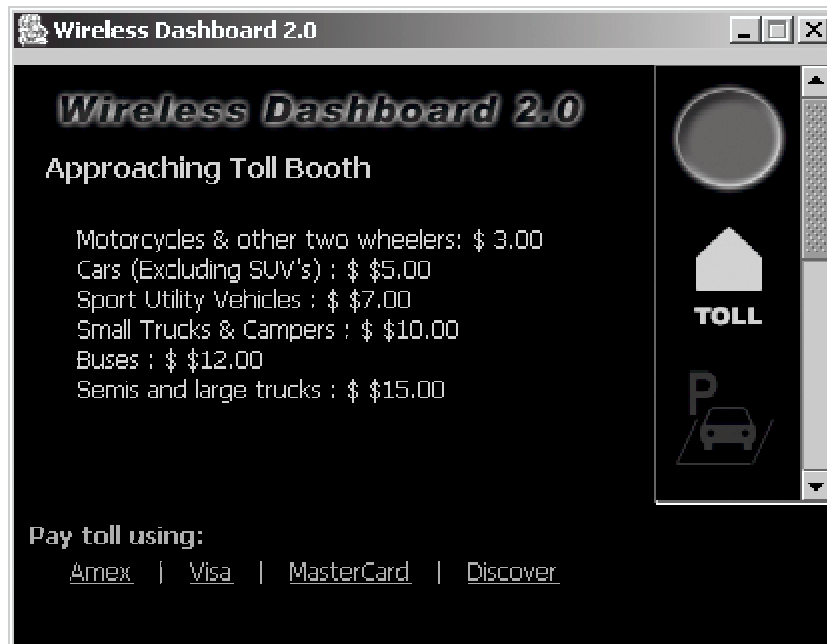 Wireless Dashboard 2.0
Wireless Dashboard 2.0
Approaching Toll Booth
Motorcycles & other two wheelers: $ 3.00
Cars (Excluding SUV's) : $ $5.00
Sport Utility Vehicles : $ $7.00
Small Trucks & Campers : $ $10.00
Buses : $ $12.00
Semis and large trucks : $ $15.00
TOLL
P
Pay toll using:
Amex | Visa | MasterCard | Discover